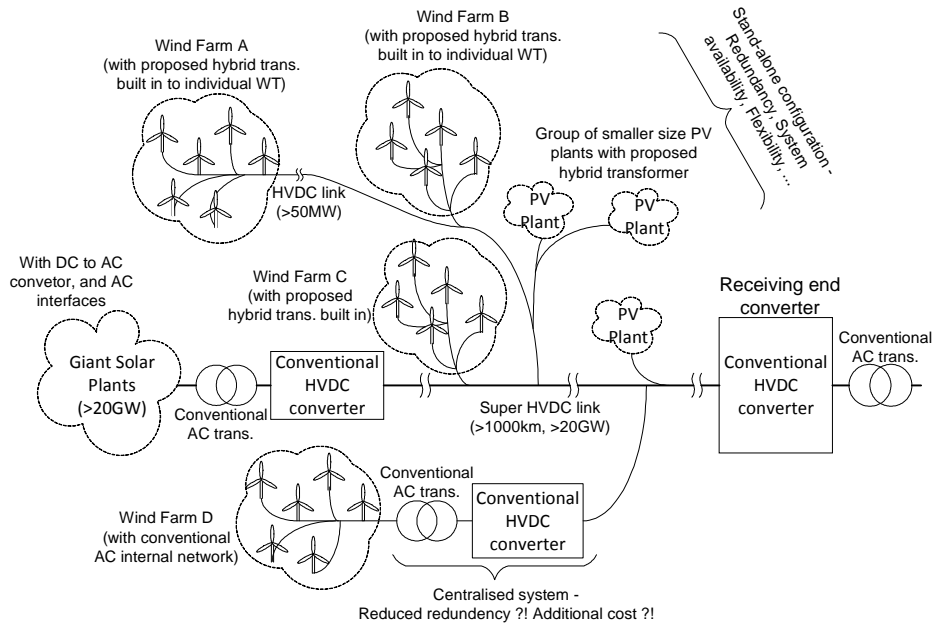 Wind Farm A
(with proposed hybrid trans.
built in to individual WT)
Wind Farm B
(with proposed hybrid trans.
built in to individual WT)
Stand-alone configuration -
Redundancy, System
availability, Flexibility, ...
Group of smaller size PV
plants with proposed
hybrid transformer
HVDC link
(>50MW)
PV
Plant
PV
Plant
With DC to AC
convetor, and AC
interfaces
Wind Farm C
(with proposed
hybrid trans. built in)
PV
Plant
Receiving end
converter
Giant Solar
Plants
(>20GW)
Conventional
AC trans.
Conventional
HVDC
converter
Super HVDC link
(>1000km, >20GW)
Conventional
HVDC
converter
Conventional
AC trans.
Wind Farm D
(with conventional
AC internal network)
Conventional
AC trans.
Conventional
HVDC
converter
Centralised system -
Reduced redundancy ?! Additional cost ?!